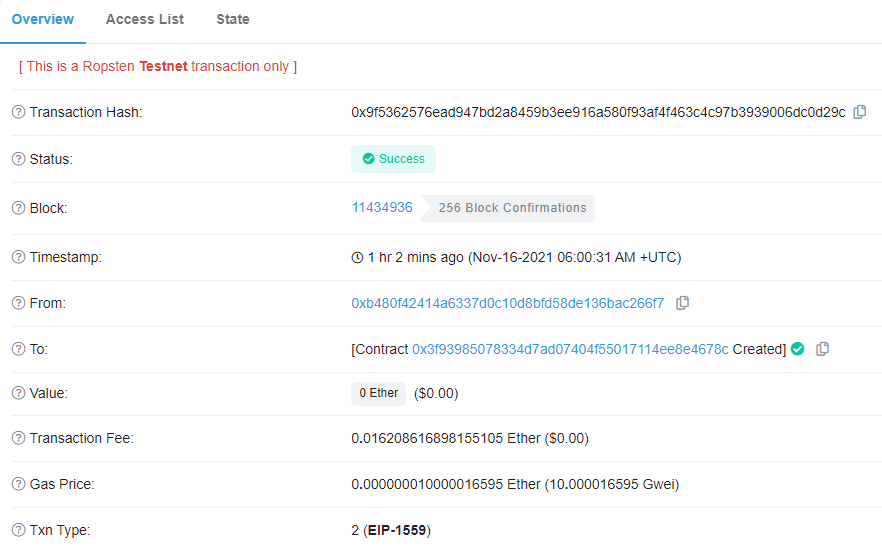 Overview Access List State
[ This is a Ropsten Testnet transaction only ]
Transaction Hash: 0x9f5362576ead947bd2a8459b3ee916a580f93af4f463c4c97b3939006dc0d29c
Status: Success
Block: 11434936 256 Block Confirmations
Timestamp: 1 hr 2 mins ago (Nov-16-2021 06:00:31 AM +UTC)
From: 0xb480f42414a6337d0c10d8bfd58de136bac266f7
To: [Contract 0x3f93985078334d7ad07404f55017114ee8e4678c Created]
Value: 0 Ether ($0.00)
Transaction Fee: 0.016208616898155105 Ether ($0.00)
Gas Price: 0.000000010000016595 Ether (10.000016595 Gwei)
Txn Type: 2 (EIP-1559)